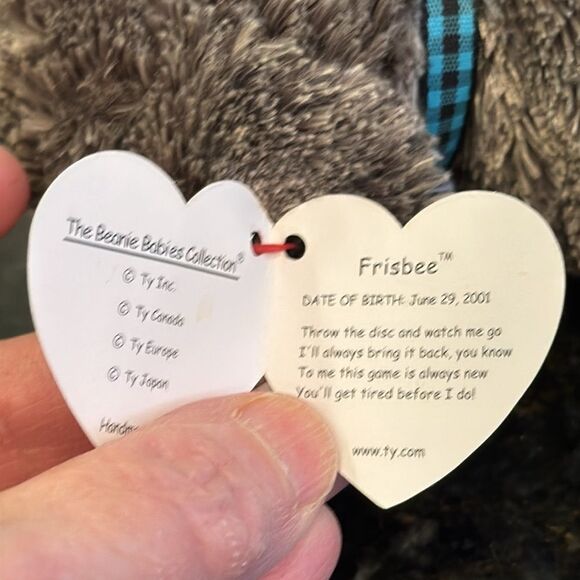 The Beanie Babies Collection®
© Ty Inc.
© Ty Canada
© Ty Europe
© Ty Japan
Frisbee™
DATE OF BIRTH: June 29, 2001
Throw the disc and watch me go
I'll always bring it back, you know
To me this game is always new
You'll get tired before I do!
www.ty.com